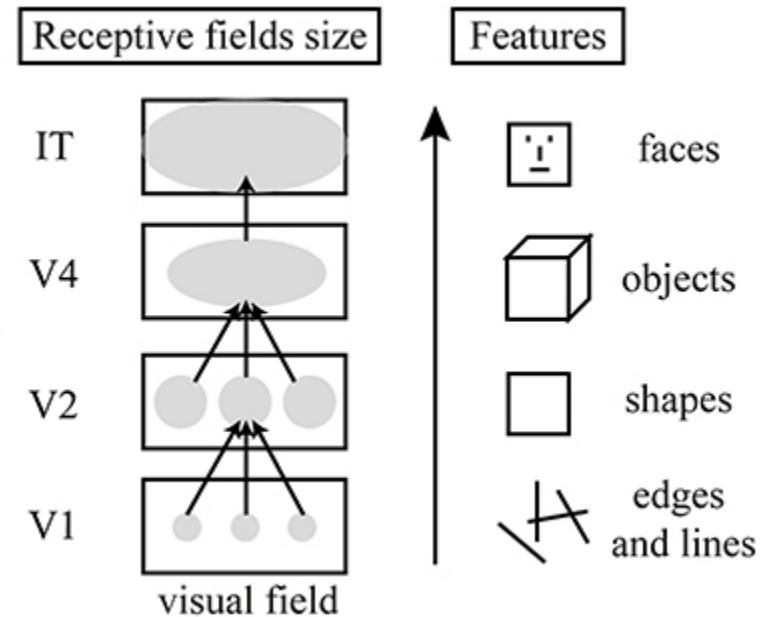 Receptive fields size
Features
IT
faces
V4
objects
V2
shapes
V1
edges
and lines
visual field